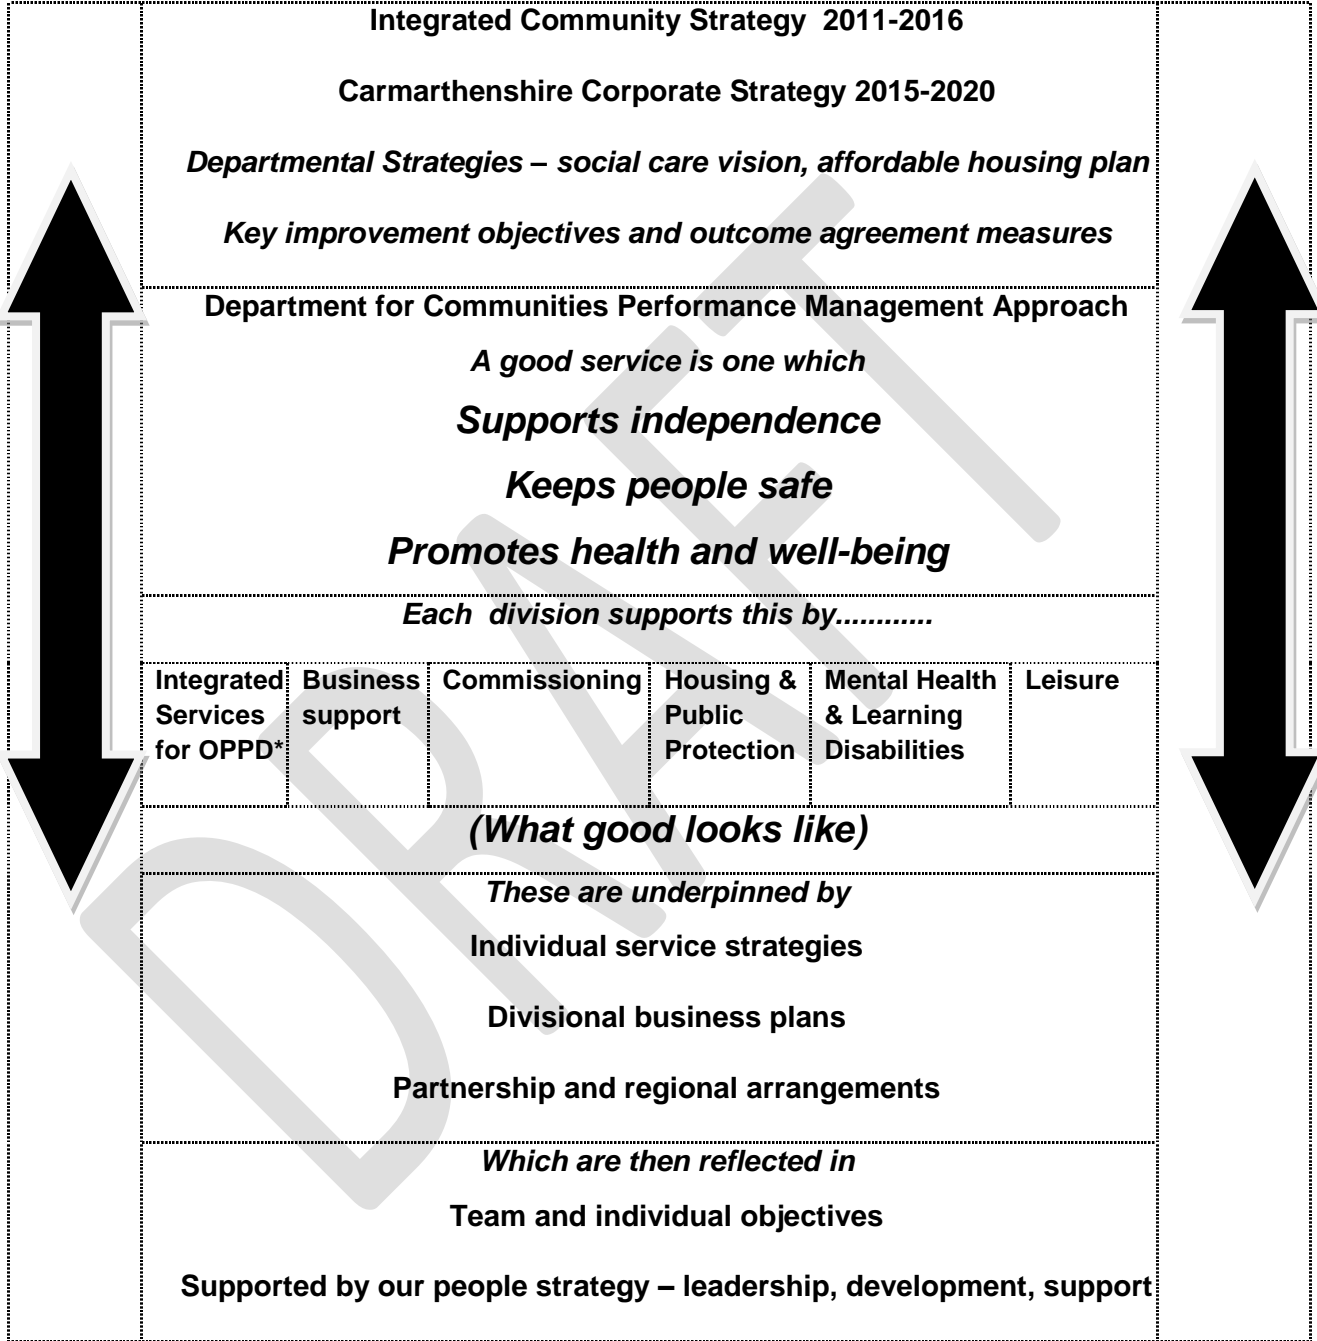 Integrated Community Strategy 2011-2016
Carmarthenshire Corporate Strategy 2015-2020
Departmental Strategies – social care vision, affordable housing plan
Key improvement objectives and outcome agreement measures
Department for Communities Performance Management Approach
A good service is one which
Supports independence
Keeps people safe
Promotes health and well-being
Each division supports this by............
Integrated
Services
for OPPD*
Business
support
Commissioning
Housing &
Public
Protection
Mental Health
& Learning
Disabilities
Leisure
(What good looks like)
These are underpinned by
Individual service strategies
Divisional business plans
Partnership and regional arrangements
Which are then reflected in
Team and individual objectives
Supported by our people strategy – leadership, development, support
DRAFT